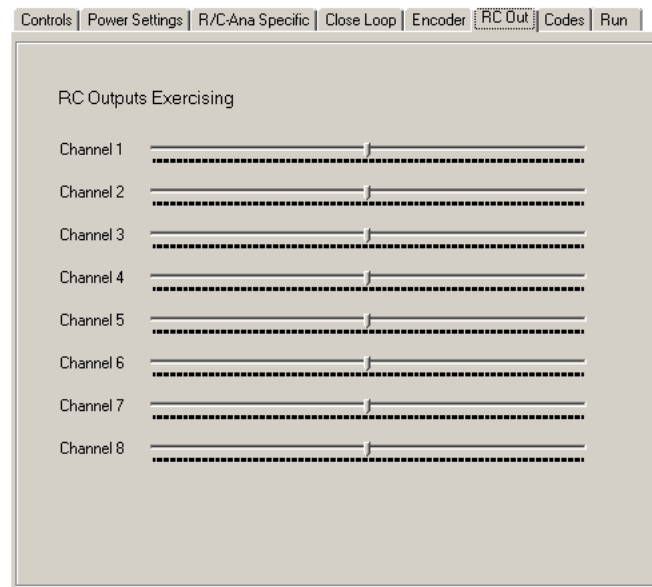 Controls Power Settings R/C-Ana Specific Close Loop Encoder RC Out Codes Run
RC Outputs Exercising
Channel 1
Channel 2
Channel 3
Channel 4
Channel 5
Channel 6
Channel 7
Channel 8